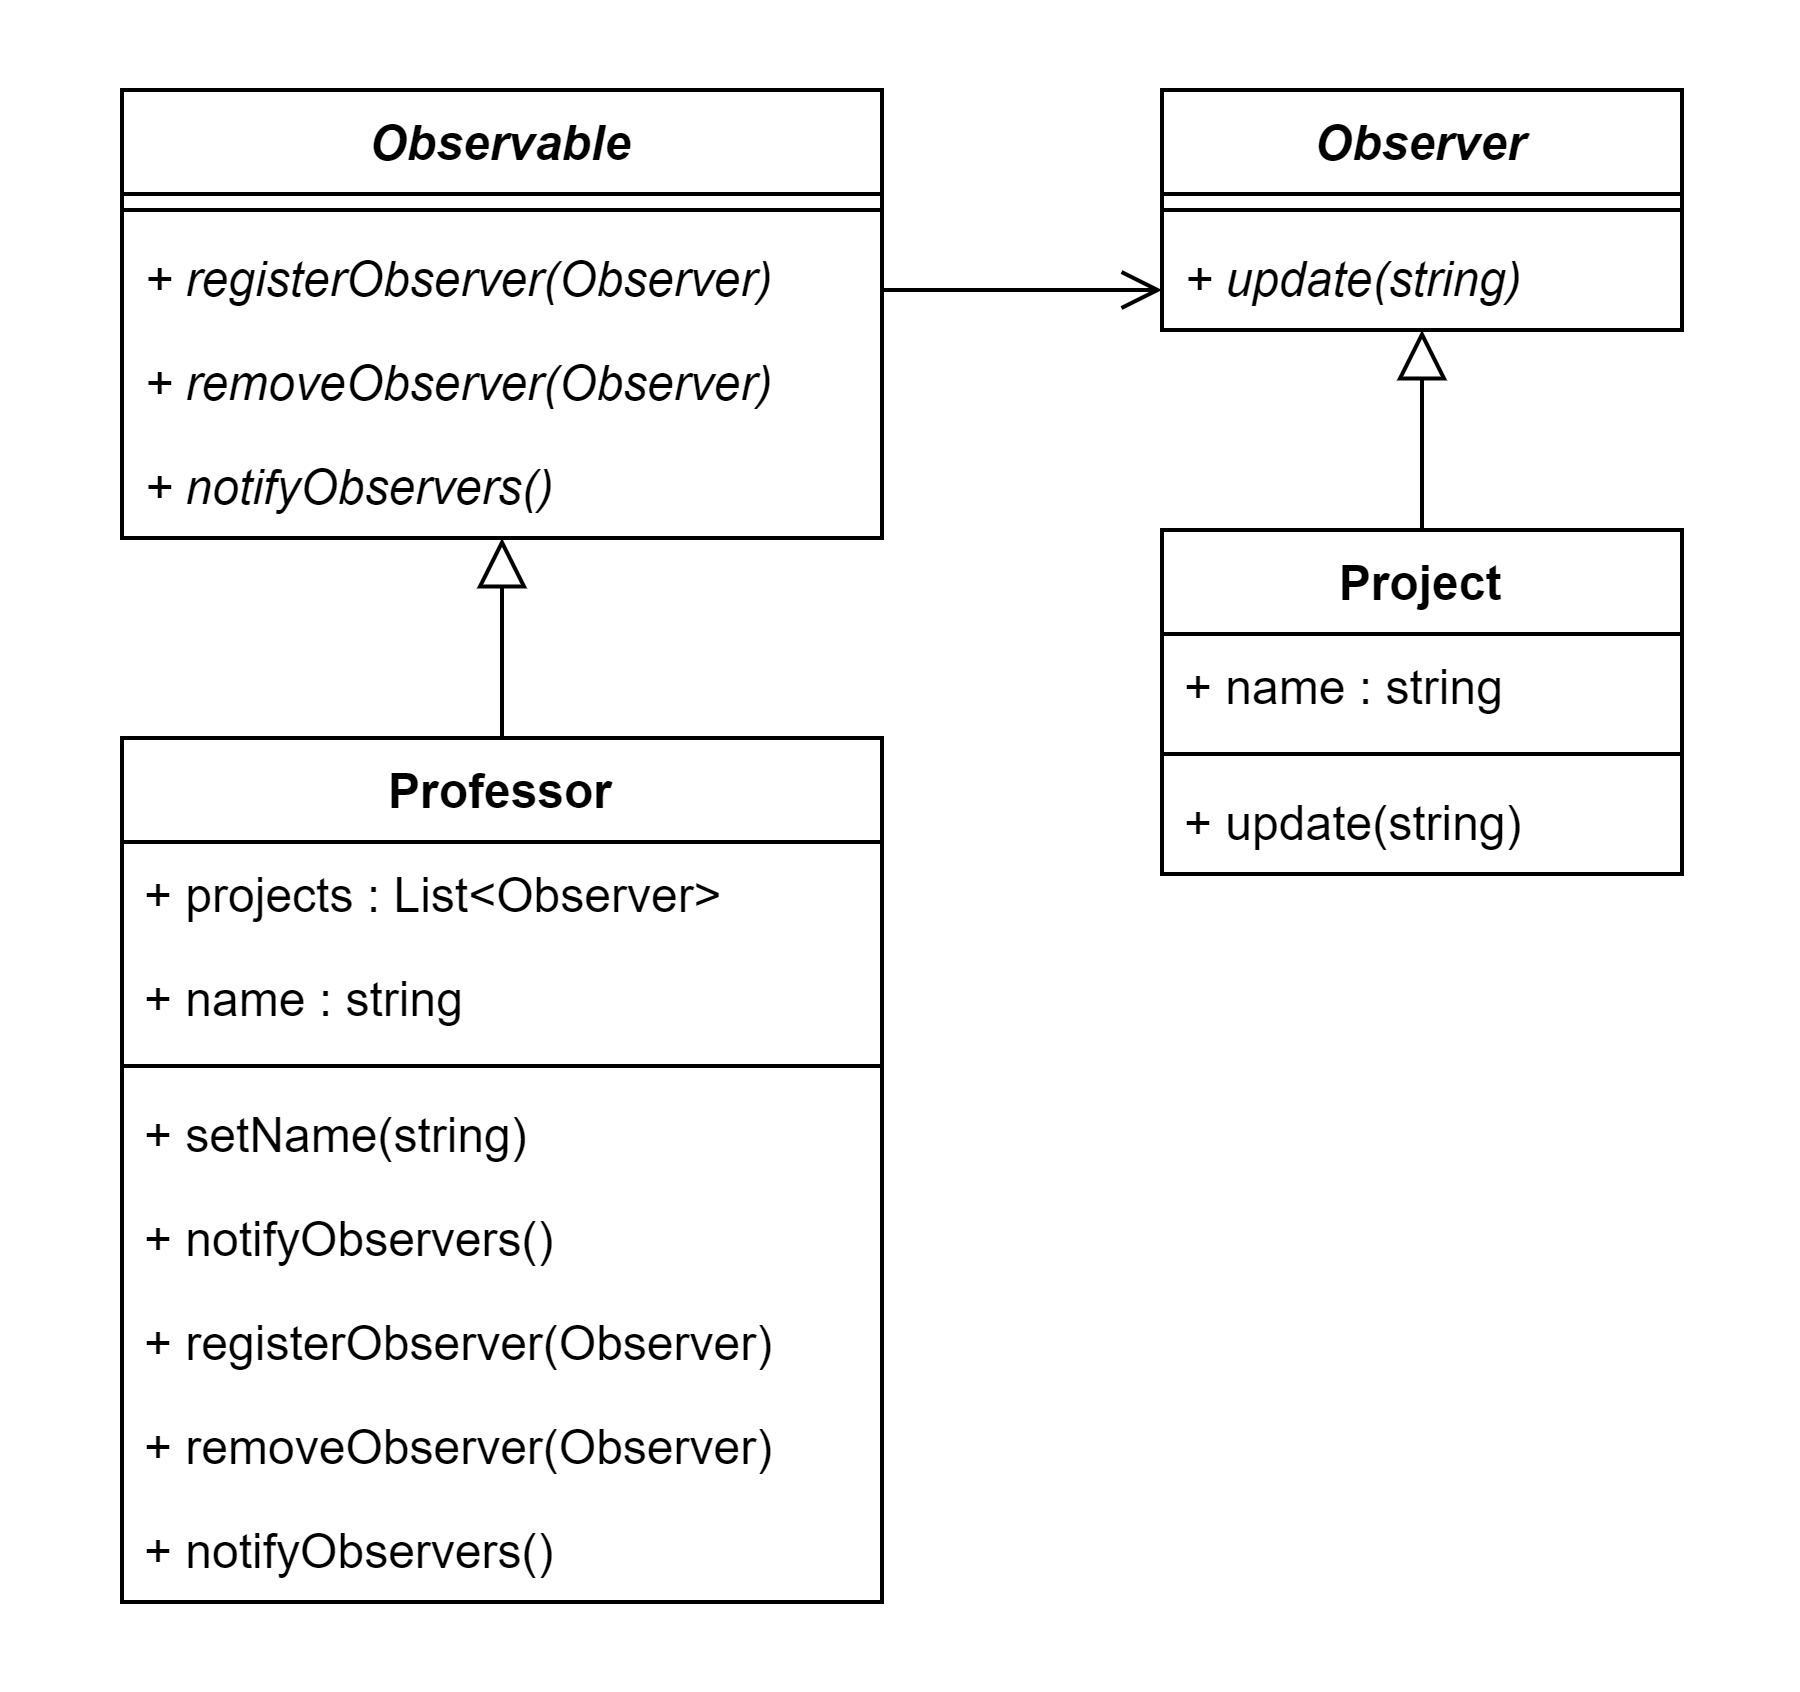 Observable
+ registerObserver(Observer)
+ removeObserver(Observer)
+ notifyObservers()
Observer
+ update(string)
Project
+ name : string
+ update(string)
Professor
+ projects : List<Observer>
+ name : string
+ setName(string)
+ notifyObservers()
+ registerObserver(Observer)
+ removeObserver(Observer)
+ notifyObservers()